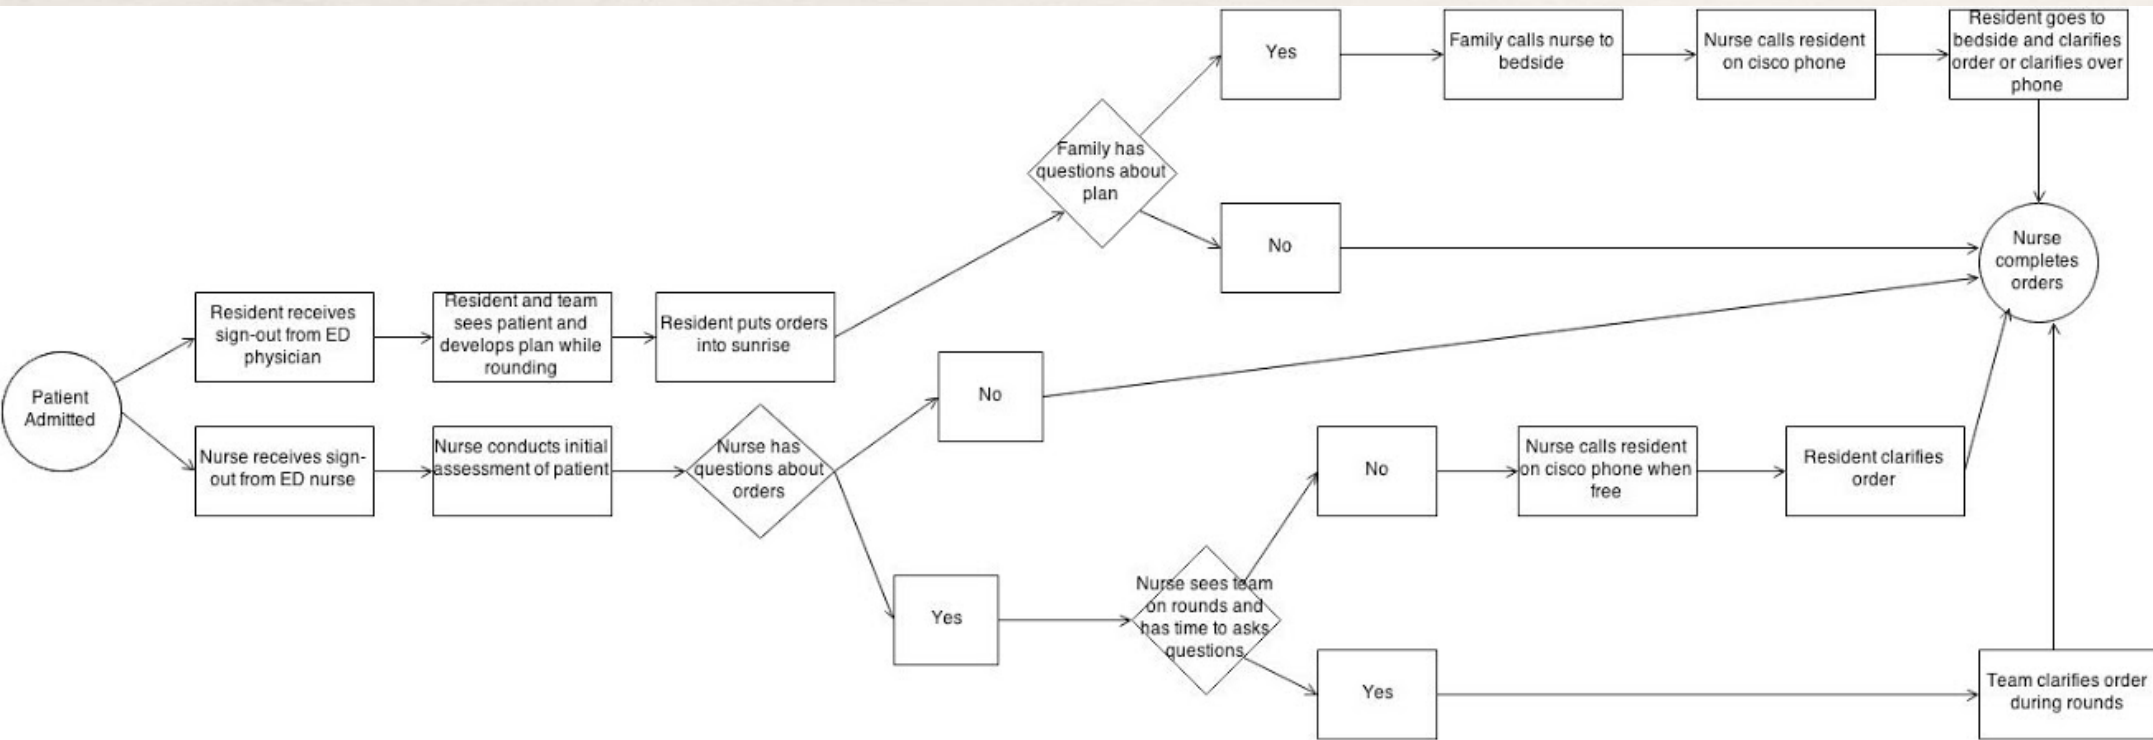 Yes
Family calls nurse to
bedside
Nurse calls resident
on cisco phone
Resident goes to
bedside and clarifies
order or clarifies over
phone
Family has
questions about
plan
No
Nurse
completes
orders
Resident receives
sign-out from ED
physician
Resident and team
sees patient and
develops plan while
rounding
Resident puts orders
into sunrise
Patient
Admitted
No
Nurse receives sign-
out from ED nurse
Nurse conducts initial
assessment of patient
Nurse has
questions about
orders
No
Nurse calls resident
on cisco phone when
free
Resident clarifies
order
Yes
Nurse sees team
on rounds and
has time to asks
questions
Yes
Team clarifies order
during rounds